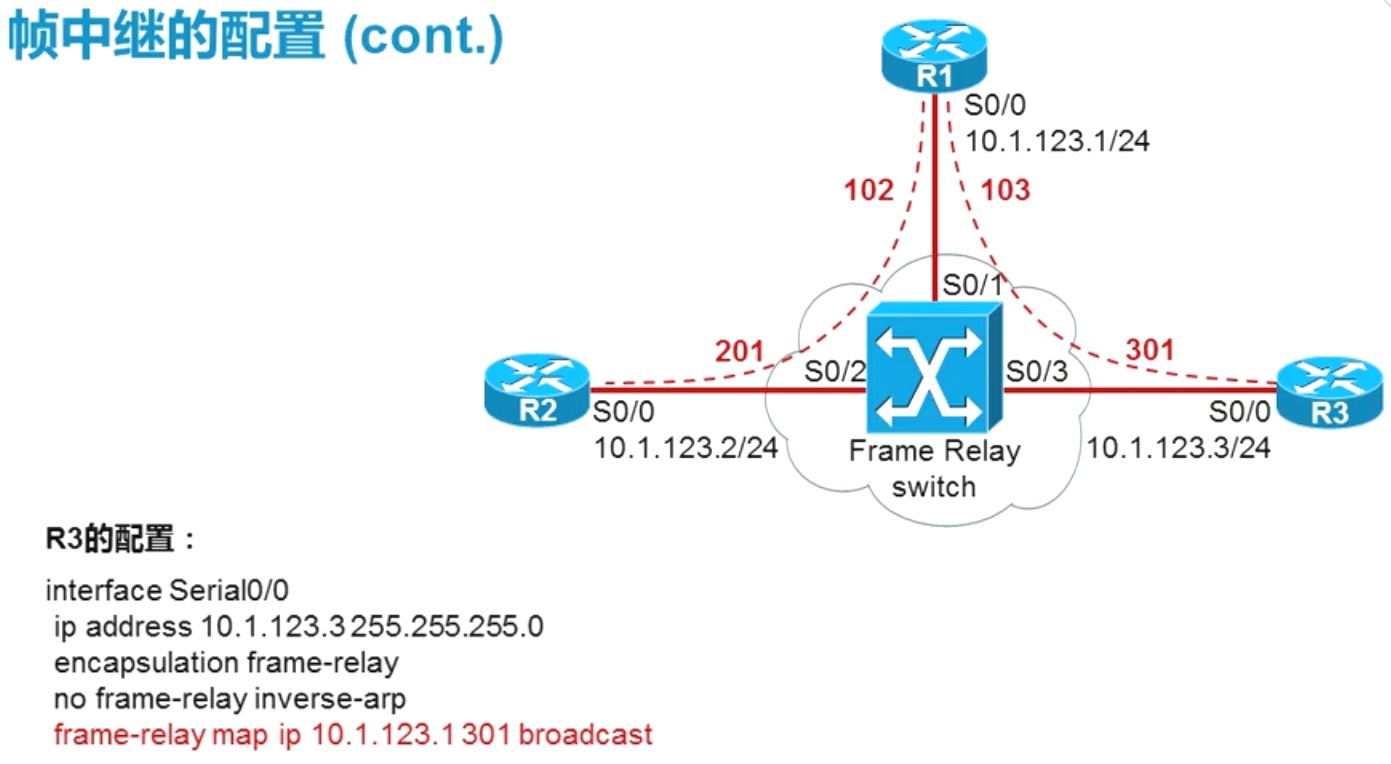 帧中继的配置 (cont.)
R1
S0/0
10.1.123.1/24
102
103
S0/1
201
301
S0/2
S0/3
R2
R3
S0/0
S0/0
10.1.123.2/24
10.1.123.3/24
Frame Relay
switch
R3的配置：
interface Serial0/0
ip address 10.1.123.3 255.255.255.0
encapsulation frame-relay
no frame-relay inverse-arp
frame-relay map ip 10.1.123.1 301 broadcast